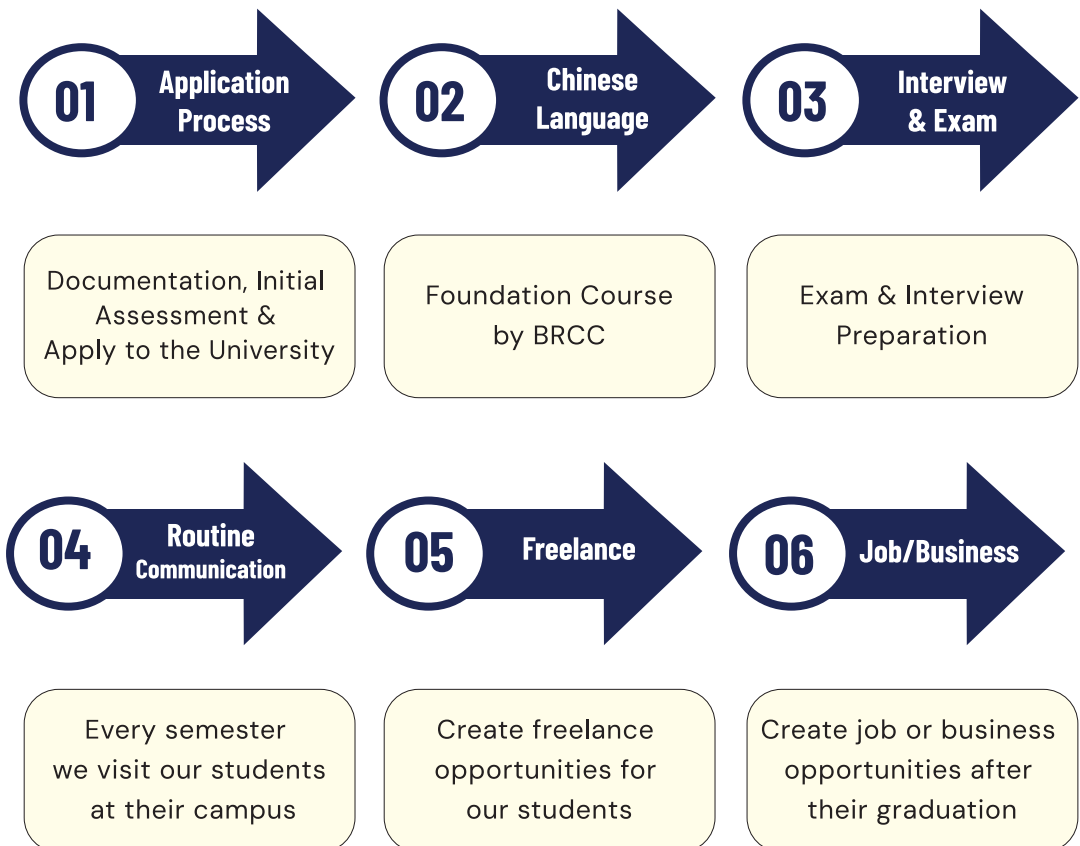 01
Application
Process
02
Chinese
Language
03
Interview
& Exam
Documentation, Initial
Assessment &
Apply to the University
Foundation Course
by BRCC
Exam & Interview
Preparation
04
Routine
Communication
05
Freelance
06
Job/Business
Every semester
we visit our students
at their campus
Create freelance
opportunities for
our students
Create job or business
opportunities after
their graduation